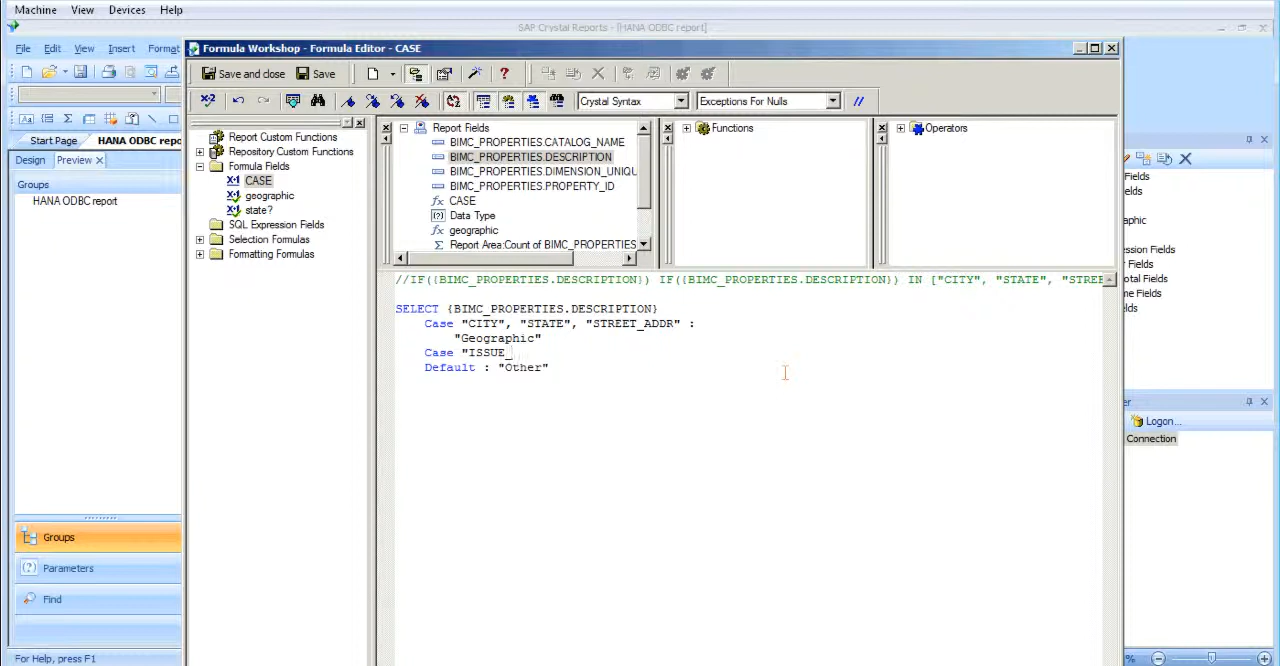 Machine View Devices Help
SAP Crystal Reports - [HANA ODBC report]
File Edit View Insert Format
Start Page HANA ODBC repo
Design Preview
Groups
HANA ODBC report
Groups
Parameters
Find
For Help, press F1
Formula Workshop - Formula Editor - CASE
Save and close Save
Crystal Syntax Exceptions For Nulls //
Report Custom Functions
Repository Custom Functions
Formula Fields
CASE
geographic
state?
SQL Expression Fields
Selection Formulas
Formatting Formulas
Report Fields
BIMC_PROPERTIES.CATALOG_NAME
BIMC_PROPERTIES.DESCRIPTION
BIMC_PROPERTIES.DIMENSION_UNIQU
BIMC_PROPERTIES.PROPERTY_ID
CASE
Data Type
geographic
Report Area:Count of BIMC_PROPERTIES
Functions
Operators
//IF({BIMC_PROPERTIES.DESCRIPTION}) IF({BIMC_PROPERTIES.DESCRIPTION}) IN ["CITY", "STATE", "STREE
SELECT {BIMC_PROPERTIES.DESCRIPTION}
Case "CITY", "STATE", "STREET_ADDR" :
"Geographic"
Case "ISSUE_
Default : "Other"
Fields
elds
phic
ession Fields
Fields
otal Fields
me Fields
lds
er
Logon...
Connection
%